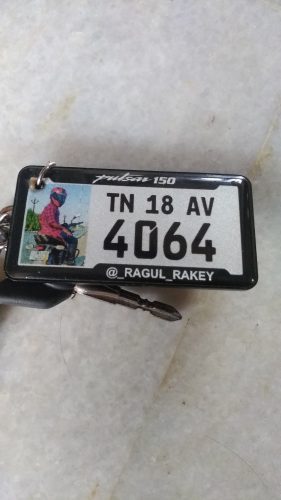 pulsar 150
TN 18 AV
4064
@_RAGUL_RAKEY